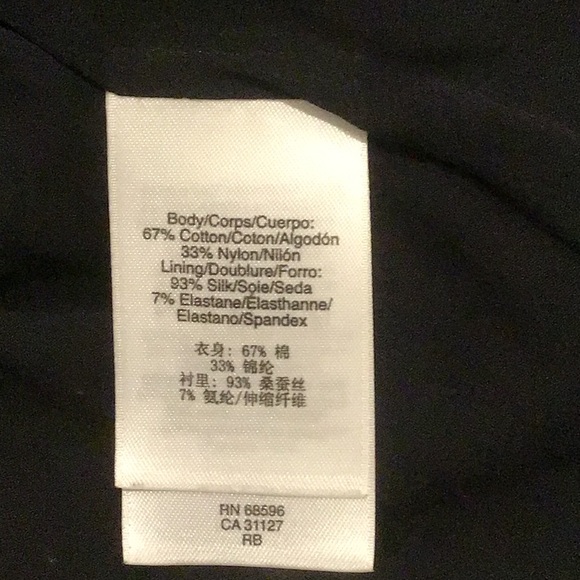 Body/Corps/Cuerpo:
67% Cotton/Coton/Algodón
33% Nylon/Nilón
Lining/Doublure/Forro:
93% Silk/Soie/Seda
7% Elastane/Élasthanne/
Elastano/Spandex
衣身: 67% 棉
33% 锦纶
衬里: 93% 桑蚕丝
7% 氨纶/伸缩纤维
RN 68596
CA 31127
RB